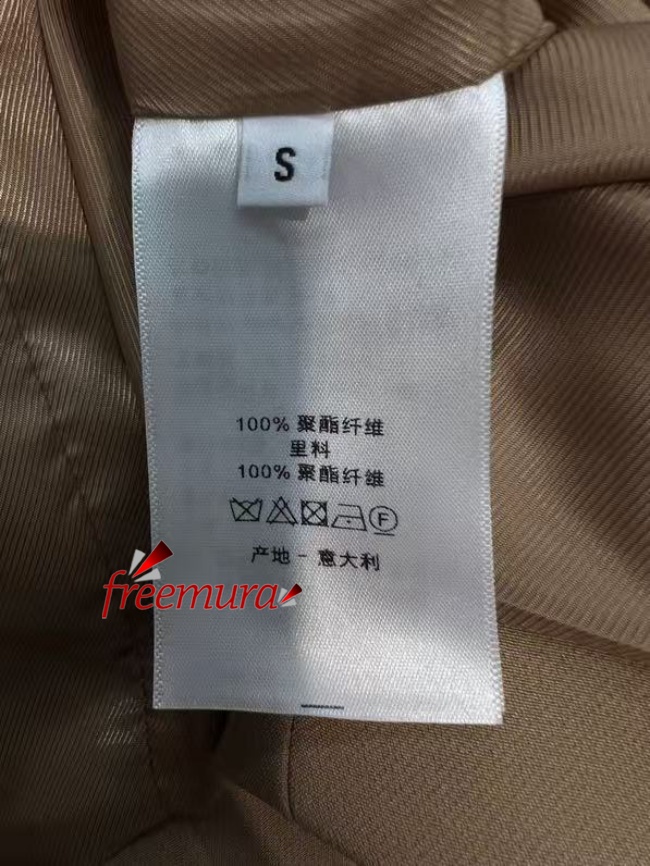 S
100% 聚酯纤维
里料
100% 聚酯纤维
F
产地 - 意大利
freemura